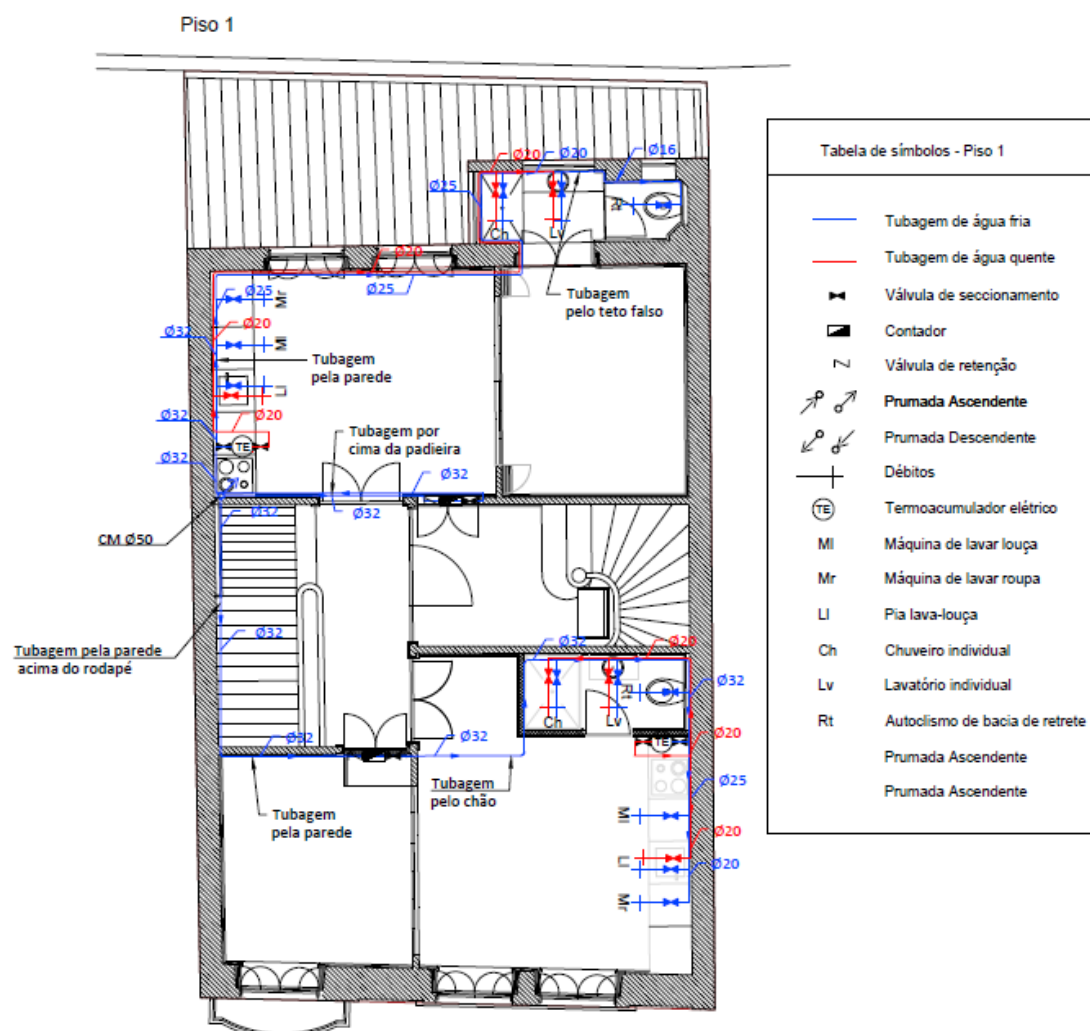 Piso 1
Ø20
Ø20
Ø16
Ø25
Rt
Ch
Lv
Ø20
Ø25
Tubagem
pelo teto falso
Ø25
Mr
Ø20
Ø32
Ml
Tubagem
pela parede
Ll
Ø20
Ø32
TE
Tubagem por
cima da padieira
Ø32
Ø32
Ø32
Ø32
CM Ø50
Tubagem pela parede
acima do rodapé
Ø32
Ø32
Ø20
Rt
Ø32
Ch
Lv
Ø32
Ø32
TE
Ø20
Tubagem
pelo chão
Ø25
Tubagem
pela parede
Ml
Ø20
Ll
Ø20
Mr
Tabela de símbolos - Piso 1
Tubagem de água fria
Tubagem de água quente
Válvula de seccionamento
Contador
Válvula de retenção
Prumada Ascendente
Prumada Descendente
Débitos
TE Termoacumulador elétrico
Ml Máquina de lavar louça
Mr Máquina de lavar roupa
Ll Pia lava-louça
Ch Chuveiro individual
Lv Lavatório individual
Rt Autoclismo de bacia de retrete
Prumada Ascendente
Prumada Ascendente